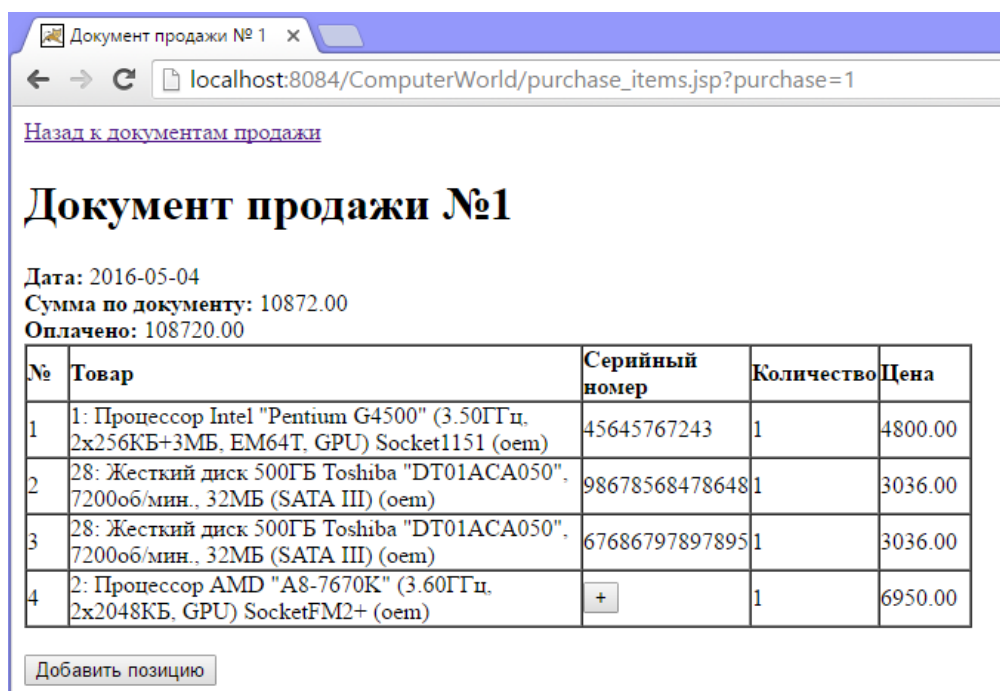 Документ продажи № 1
localhost:8084/ComputerWorld/purchase_items.jsp?purchase=1
Назад к документам продажи
Документ продажи №1
Дата: 2016-05-04
Сумма по документу: 10872.00
Оплачено: 108720.00
№ Товар Серийный номер Количество Цена
1 1: Процессор Intel "Pentium G4500" (3.50ГГц, 45645767243 1 4800.00
2x256КБ+3МБ, EM64T, GPU) Socket1151 (oem)
2 28: Жесткий диск 500ГБ Toshiba "DT01ACA050", 98678568478648 1 3036.00
7200об/мин., 32МБ (SATA III) (oem)
3 28: Жесткий диск 500ГБ Toshiba "DT01ACA050", 67686797897895 1 3036.00
7200об/мин., 32МБ (SATA III) (oem)
4 2: Процессор AMD "A8-7670K" (3.60ГГц, + 1 6950.00
2x2048КБ, GPU) SocketFM2+ (oem)
Добавить позицию